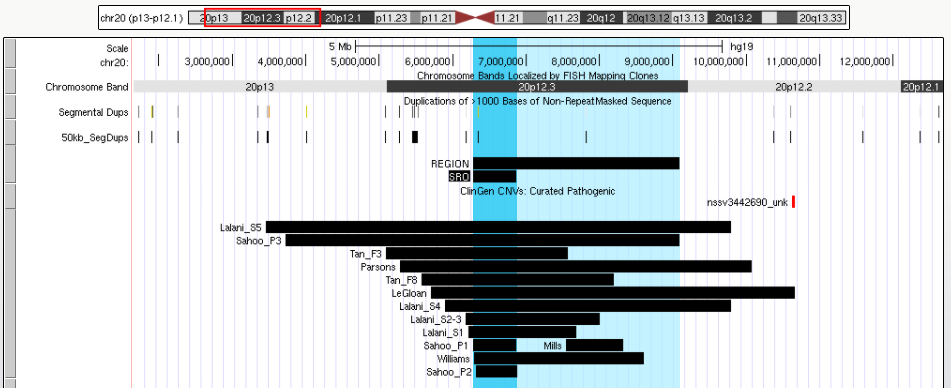 chr20 (p13-p12.1) 20p13 20p12.3 p12.2 20p12.1 p11.23 p11.21 11.21 q11.23 20q12 20q13.12 q13.13 20q13.2 20q13.33
Scale 5 Mb hg19
chr20: 3,000,000 4,000,000 5,000,000 6,000,000 7,000,000 8,000,000 9,000,000 10,000,000 11,000,000 12,000,000
Chromosome Bands Localized by FISH Mapping Clones
Chromosome Band 20p13 20p12.3 20p12.2 20p12.1
Duplications of >1000 Bases of Non-RepeatMasked Sequence
Segmental Dups
50kb_SegDups
REGION
SRO
ClinGen CNVs: Curated Pathogenic
nssv3442690_unk
Lalani_S5
Sahoo_P3
Tan_F3
Parsons
Tan_F8
LeGloan
Lalani_S4
Lalani_S2-3
Lalani_S1
Sahoo_P1 Mills
Williams
Sahoo_P2